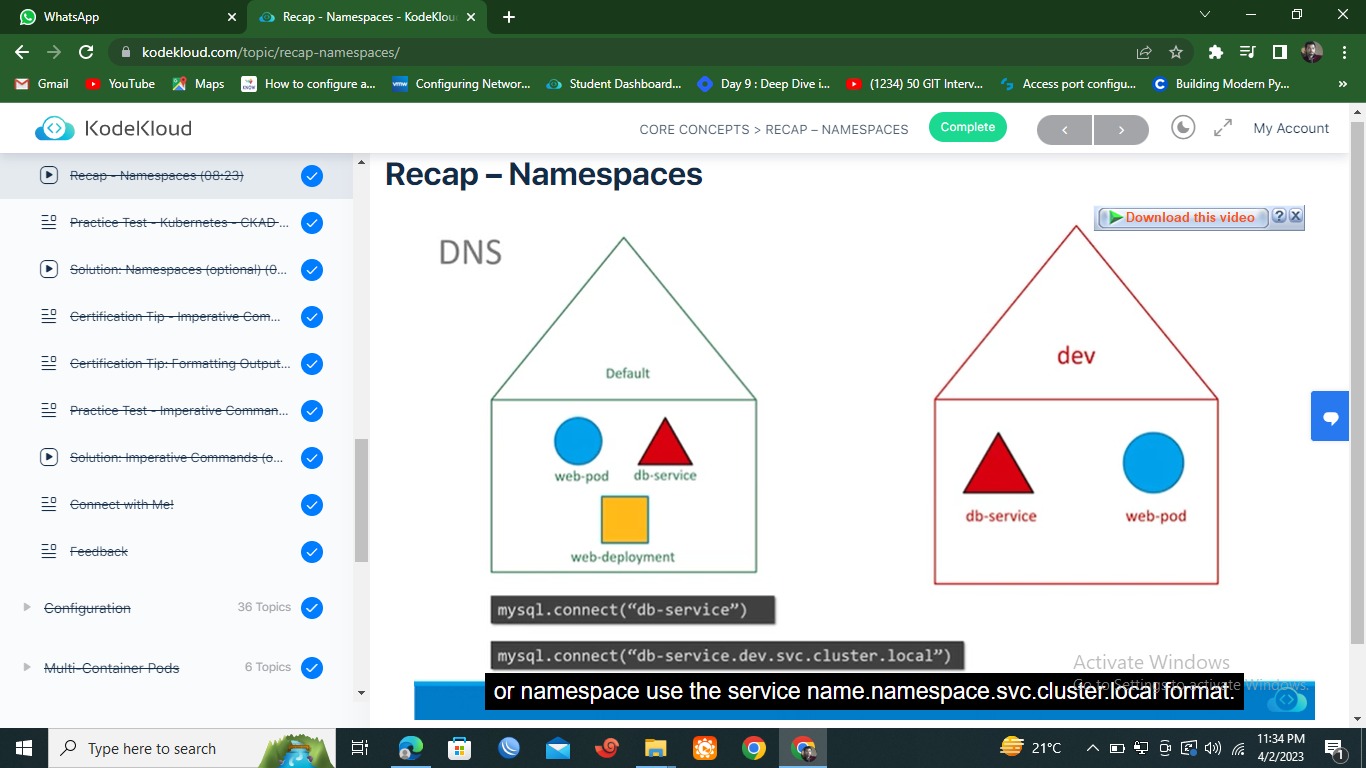 WhatsApp
Recap - Namespaces - KodeKlou
kodekloud.com/topic/recap-namespaces/
Gmail
YouTube
Maps
How to configure a...
Configuring Networ...
Student Dashboard...
Day 9 : Deep Dive i...
(1234) 50 GIT Interv...
Access port configu...
Building Modern Py...
»
KodeKloud
CORE CONCEPTS > RECAP – NAMESPACES
Complete
My Account
Recap - Namespaces (08:23)
Practice Test - Kubernetes - CKAD ...
Solution: Namespaces (optional) (0...
Certification Tip - Imperative Com...
Certification Tip: Formatting Output...
Practice Test - Imperative Comman...
Solution: Imperative Commands (o...
Connect with Me!
Feedback
Configuration
36 Topics
Multi-Container Pods
6 Topics
Recap – Namespaces
Download this video
?
DNS
Default
web-pod
db-service
web-deployment
dev
db-service
web-pod
mysql.connect(“db-service”)
mysql.connect(“db-service.dev.svc.cluster.local”)
or namespace use the service name.namespace.svc.cluster.local format.
Activate Windows
Go to Settings to activate Windows.
Type here to search
21°C
11:34 PM
4/2/2023
1